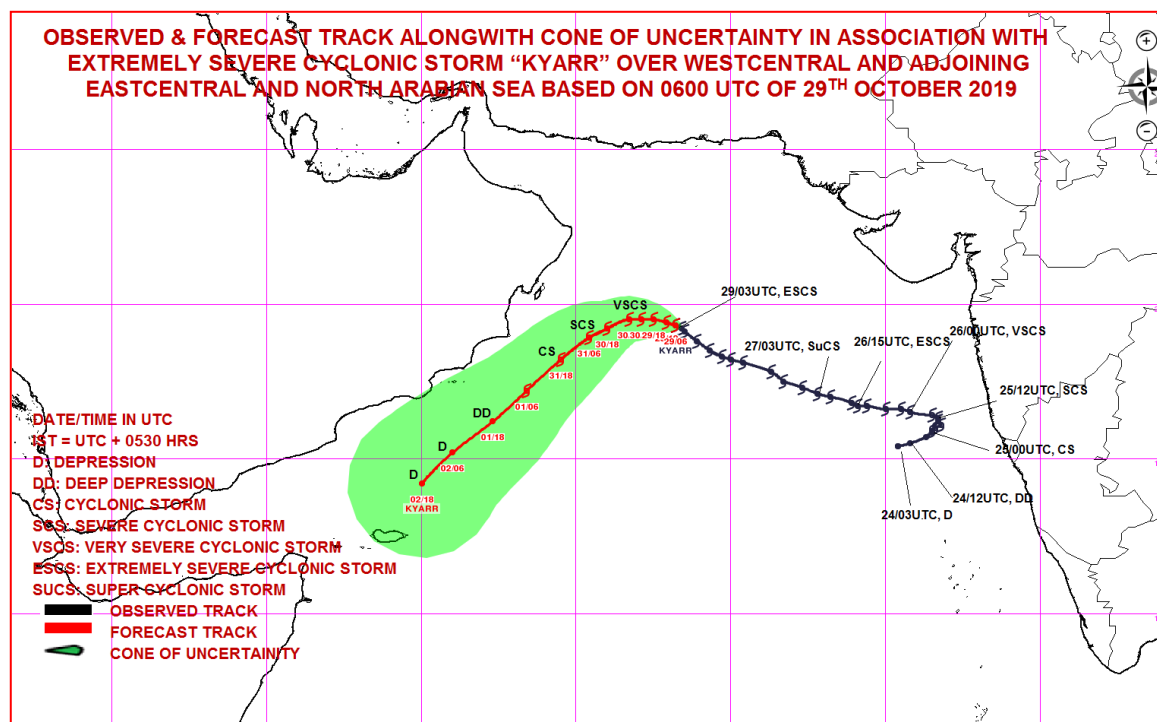 OBSERVED & FORECAST TRACK ALONGWITH CONE OF UNCERTAINTY IN ASSOCIATION WITH
EXTREMELY SEVERE CYCLONIC STORM “KYARR” OVER WESTCENTRAL AND ADJOINING
EASTCENTRAL AND NORTH ARABIAN SEA BASED ON 0600 UTC OF 29TH OCTOBER 2019
29/03UTC, ESCS
VSCS
SCS
26/00UTC, VSCS
30
30
29/18
29/06
KYARR
30/18
26/15UTC, ESCS
27/03UTC, SuCS
31/06
CS
31/18
25/12UTC, SCS
01/06
DD
01/18
D
02/06
25/00UTC, CS
D
02/18
KYARR
24/12UTC, DD
24/03UTC, D
DATE/TIME IN UTC
IST = UTC + 0530 HRS
D: DEPRESSION
DD: DEEP DEPRESSION
CS: CYCLONIC STORM
SCS: SEVERE CYCLONIC STORM
VSCS: VERY SEVERE CYCLONIC STORM
ESCS: EXTREMELY SEVERE CYCLONIC STORM
SUCS: SUPER CYCLONIC STORM
OBSERVED TRACK
FORECAST TRACK
CONE OF UNCERTAINITY